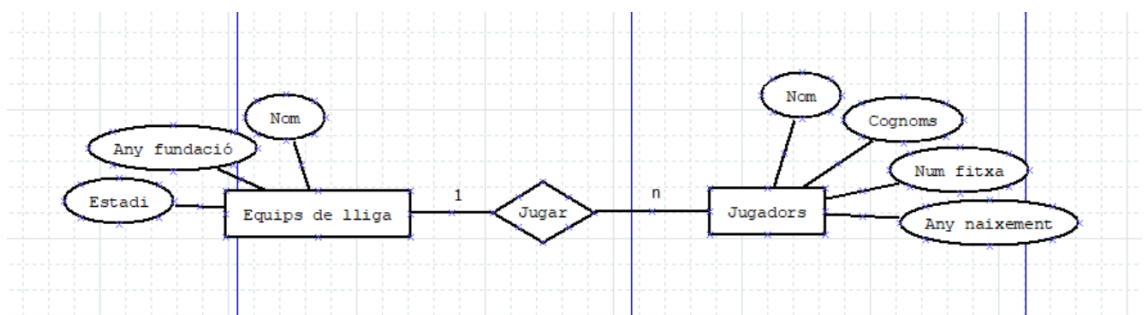 Nom
Nom
Cognoms
Any fundació
Num fitxa
Estadi
Equips de lliga
1
Jugar
n
Jugadors
Any naixement